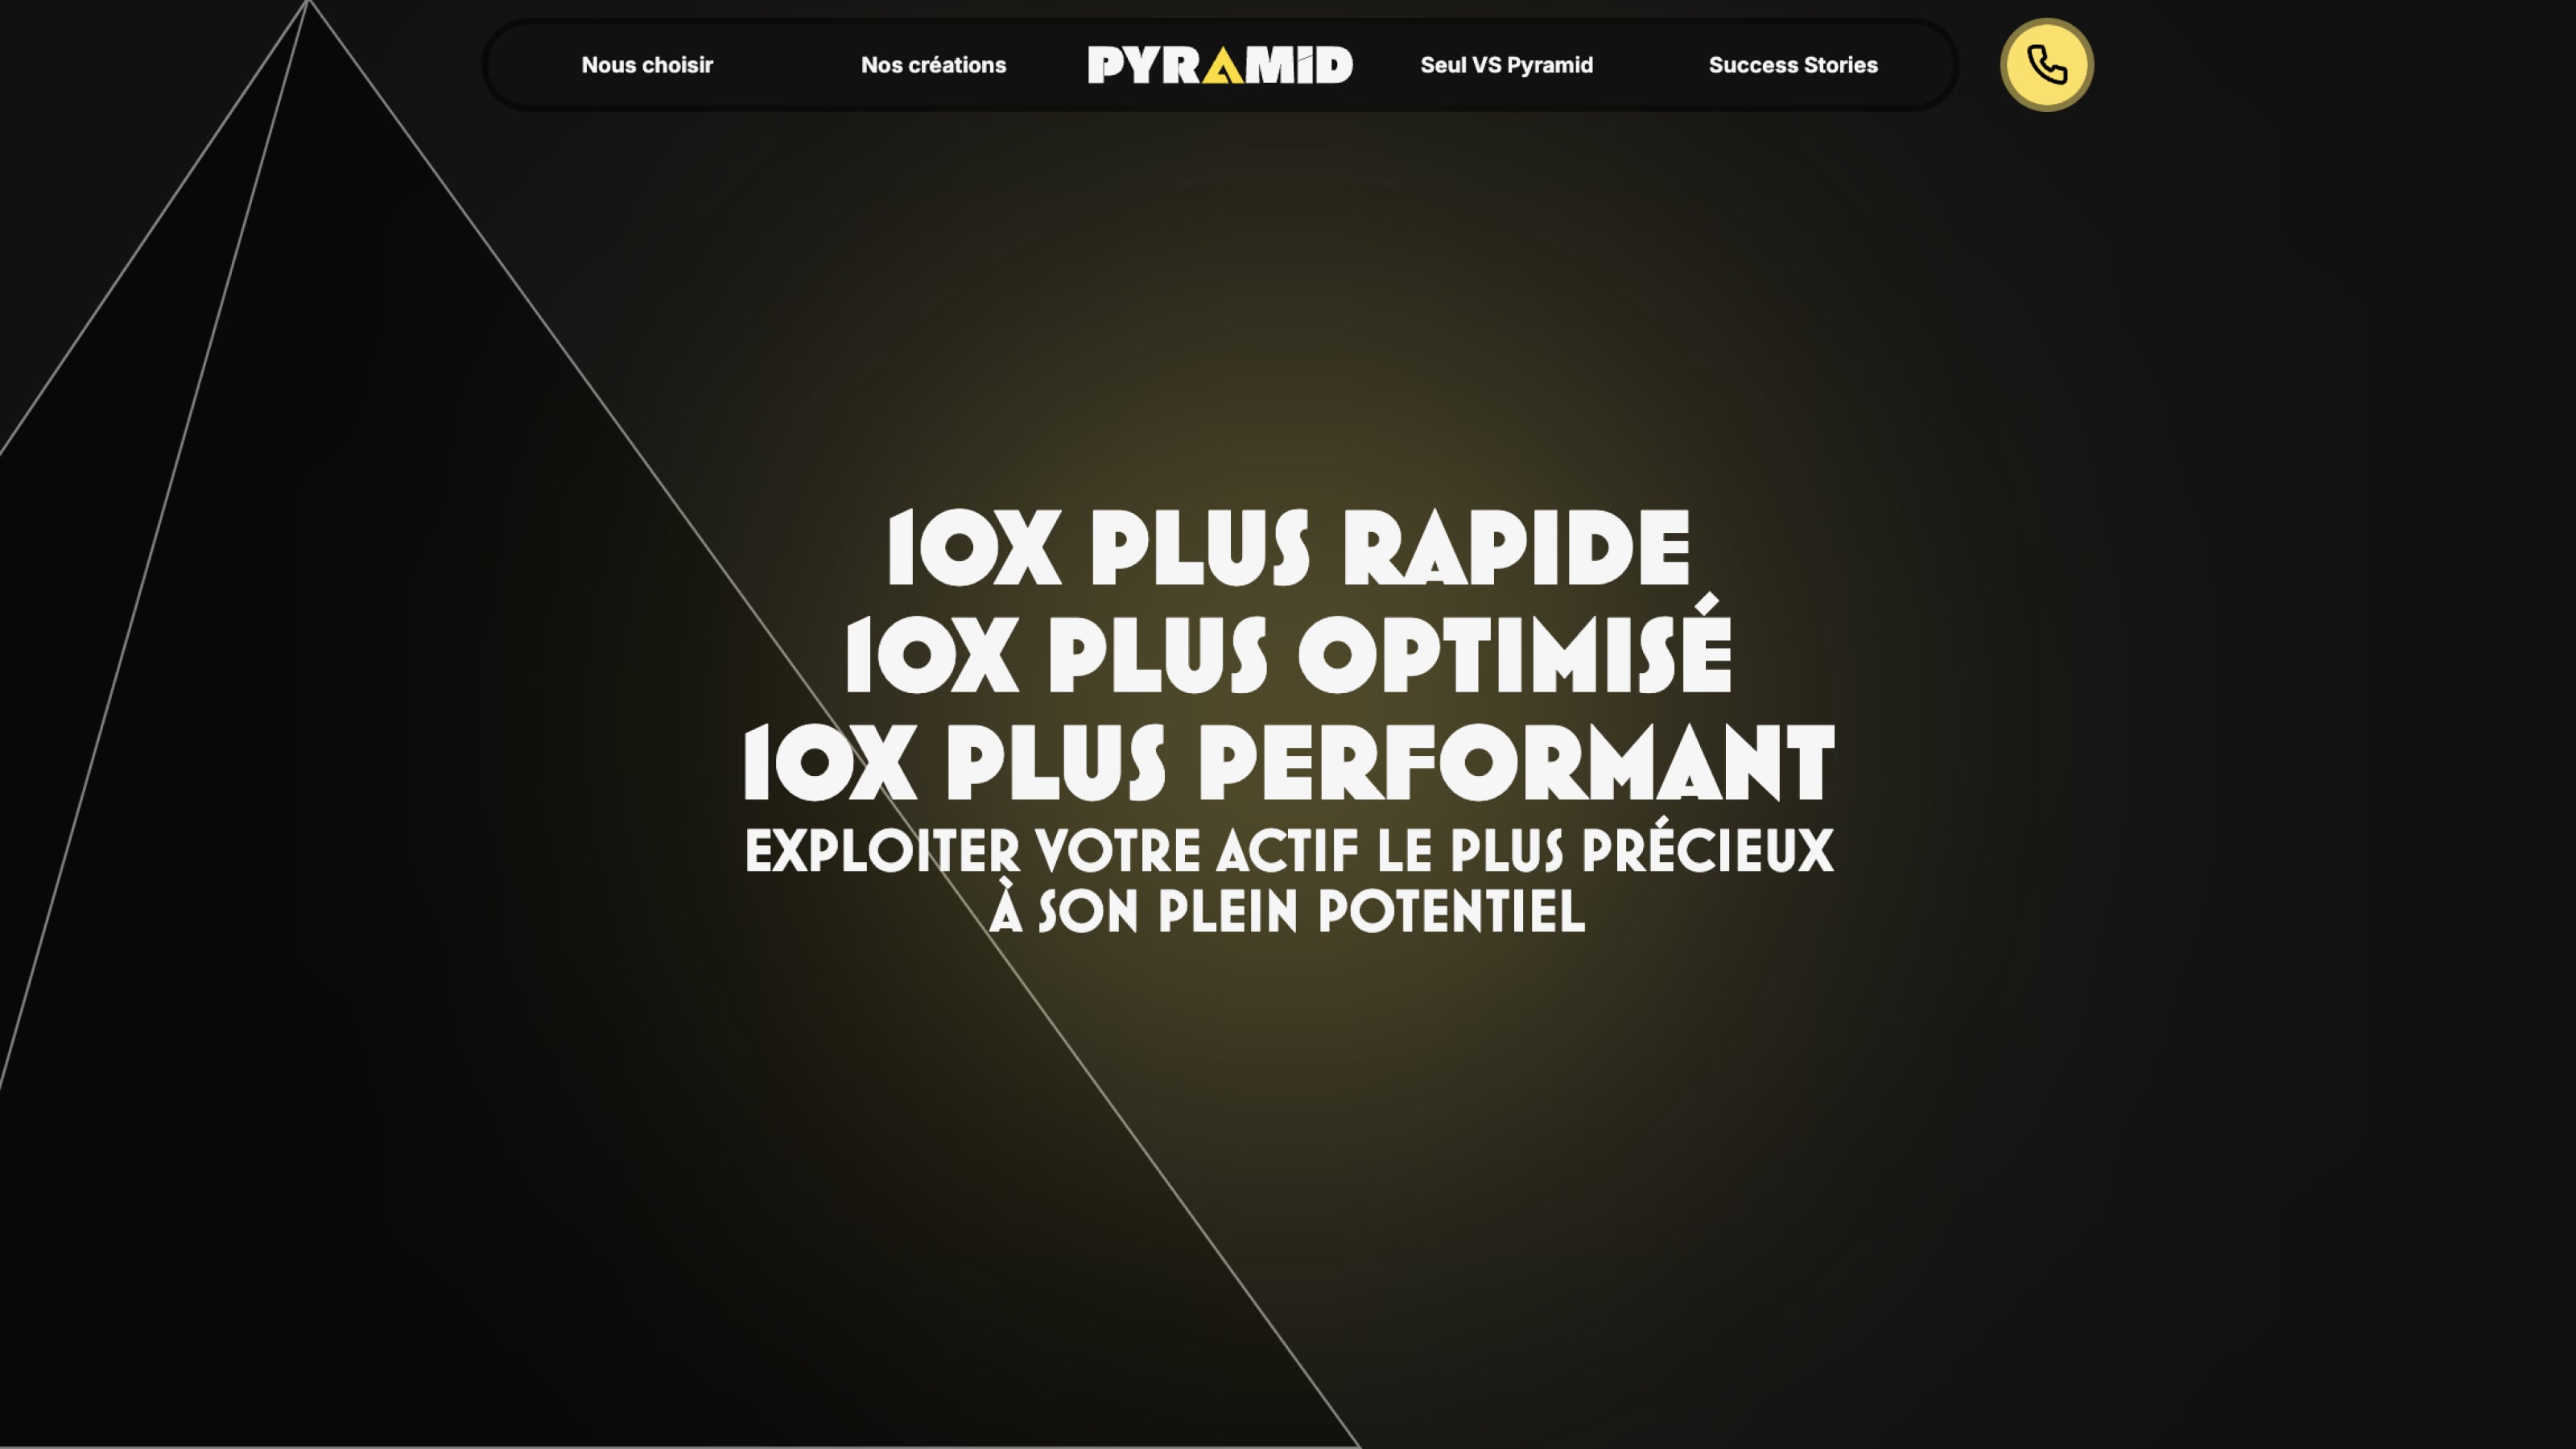 Nous choisir
Nos créations
PYRAMID
Seul VS Pyramid
Success Stories
10X PLUS RAPIDE
10X PLUS OPTIMISÉ
10X PLUS PERFORMANT
EXPLOITER VOTRE ACTIF LE PLUS PRÉCIEUX
À SON PLEIN POTENTIEL